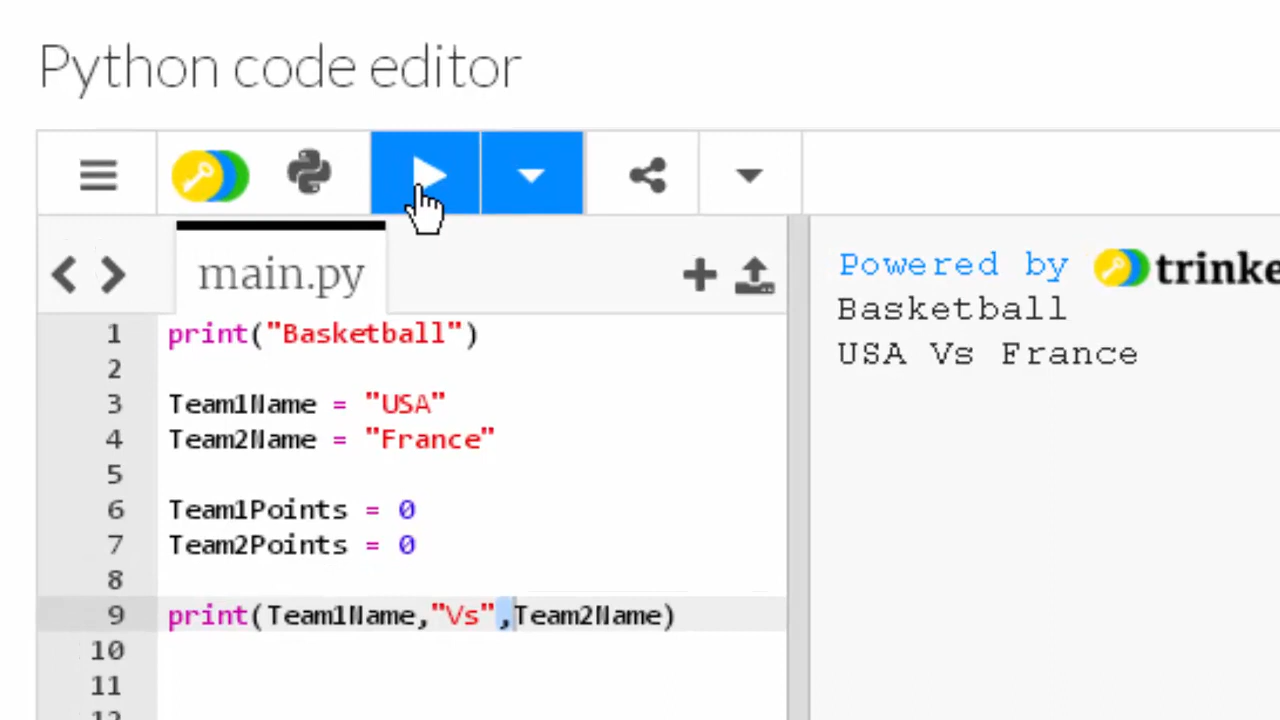 Python code editor
main.py
1 print("Basketball")
2
3 Team1Name = "USA"
4 Team2Name = "France"
5
6 Team1Points = 0
7 Team2Points = 0
8
9 print(Team1Name,"Vs",Team2Name)
10
11
12
Powered by trinke
Basketball
USA Vs France